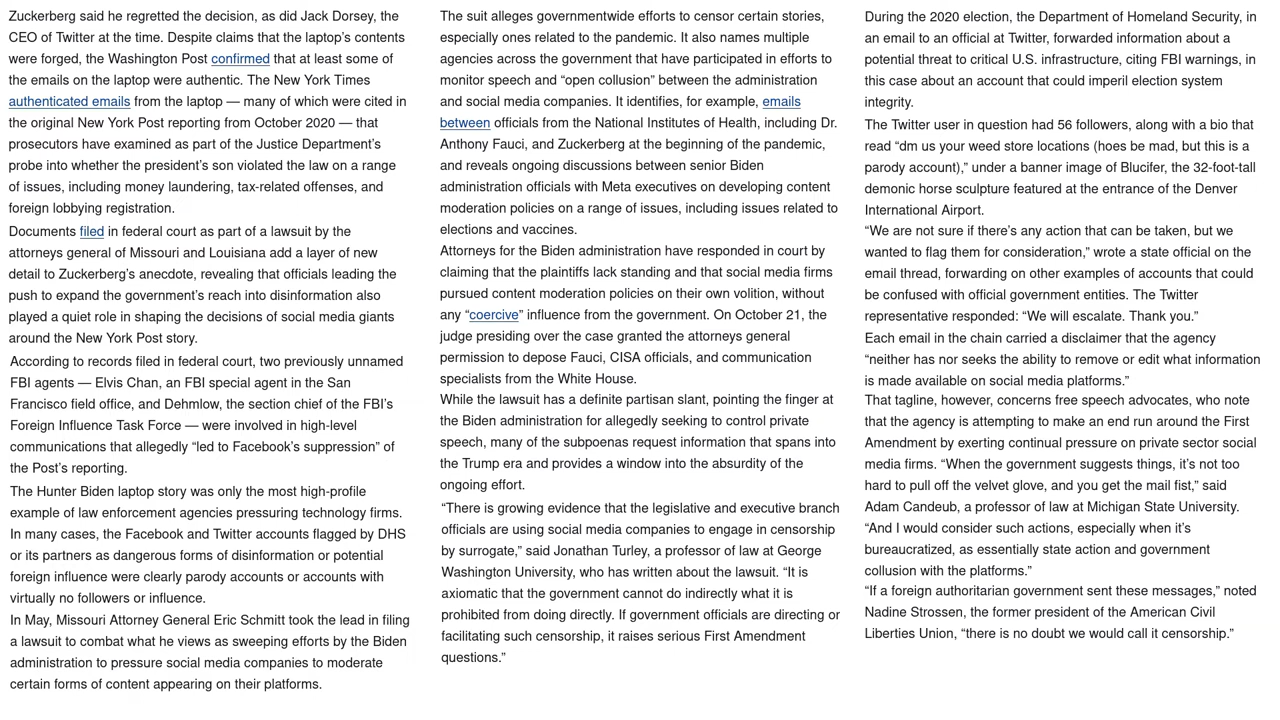 Zuckerberg said he regretted the decision, as did Jack Dorsey, the
CEO of Twitter at the time. Despite claims that the laptop’s contents
were forged, the Washington Post confirmed that at least some of
the emails on the laptop were authentic. The New York Times
authenticated emails from the laptop — many of which were cited in
the original New York Post reporting from October 2020 — that
prosecutors have examined as part of the Justice Department’s
probe into whether the president’s son violated the law on a range
of issues, including money laundering, tax-related offenses, and
foreign lobbying registration.
Documents filed in federal court as part of a lawsuit by the
attorneys general of Missouri and Louisiana add a layer of new
detail to Zuckerberg’s anecdote, revealing that officials leading the
push to expand the government’s reach into disinformation also
played a quiet role in shaping the decisions of social media giants
around the New York Post story.
According to records filed in federal court, two previously unnamed
FBI agents — Elvis Chan, an FBI special agent in the San
Francisco field office, and Dehmlow, the section chief of the FBI’s
Foreign Influence Task Force — were involved in high-level
communications that allegedly “led to Facebook’s suppression” of
the Post’s reporting.
The Hunter Biden laptop story was only the most high-profile
example of law enforcement agencies pressuring technology firms.
In many cases, the Facebook and Twitter accounts flagged by DHS
or its partners as dangerous forms of disinformation or potential
foreign influence were clearly parody accounts or accounts with
virtually no followers or influence.
In May, Missouri Attorney General Eric Schmitt took the lead in filing
a lawsuit to combat what he views as sweeping efforts by the Biden
administration to pressure social media companies to moderate
certain forms of content appearing on their platforms.
The suit alleges governmentwide efforts to censor certain stories,
especially ones related to the pandemic. It also names multiple
agencies across the government that have participated in efforts to
monitor speech and “open collusion” between the administration
and social media companies. It identifies, for example, emails
between officials from the National Institutes of Health, including Dr.
Anthony Fauci, and Zuckerberg at the beginning of the pandemic,
and reveals ongoing discussions between senior Biden
administration officials with Meta executives on developing content
moderation policies on a range of issues, including issues related to
elections and vaccines.
Attorneys for the Biden administration have responded in court by
claiming that the plaintiffs lack standing and that social media firms
pursued content moderation policies on their own volition, without
any “coercive” influence from the government. On October 21, the
judge presiding over the case granted the attorneys general
permission to depose Fauci, CISA officials, and communication
specialists from the White House.
While the lawsuit has a definite partisan slant, pointing the finger at
the Biden administration for allegedly seeking to control private
speech, many of the subpoenas request information that spans into
the Trump era and provides a window into the absurdity of the
ongoing effort.
“There is growing evidence that the legislative and executive branch
officials are using social media companies to engage in censorship
by surrogate,” said Jonathan Turley, a professor of law at George
Washington University, who has written about the lawsuit. “It is
axiomatic that the government cannot do indirectly what it is
prohibited from doing directly. If government officials are directing or
facilitating such censorship, it raises serious First Amendment
questions.”
During the 2020 election, the Department of Homeland Security, in
an email to an official at Twitter, forwarded information about a
potential threat to critical U.S. infrastructure, citing FBI warnings, in
this case about an account that could imperil election system
integrity.
The Twitter user in question had 56 followers, along with a bio that
read “dm us your weed store locations (hoes be mad, but this is a
parody account),” under a banner image of Blucifer, the 32-foot-tall
demonic horse sculpture featured at the entrance of the Denver
International Airport.
“We are not sure if there’s any action that can be taken, but we
wanted to flag them for consideration,” wrote a state official on the
email thread, forwarding on other examples of accounts that could
be confused with official government entities. The Twitter
representative responded: “We will escalate. Thank you.”
Each email in the chain carried a disclaimer that the agency
“neither has nor seeks the ability to remove or edit what information
is made available on social media platforms.”
That tagline, however, concerns free speech advocates, who note
that the agency is attempting to make an end run around the First
Amendment by exerting continual pressure on private sector social
media firms. “When the government suggests things, it’s not too
hard to pull off the velvet glove, and you get the mail fist,” said
Adam Candeub, a professor of law at Michigan State University.
“And I would consider such actions, especially when it’s
bureaucratized, as essentially state action and government
collusion with the platforms.”
“If a foreign authoritarian government sent these messages,” noted
Nadine Strossen, the former president of the American Civil
Liberties Union, “there is no doubt we would call it censorship.”